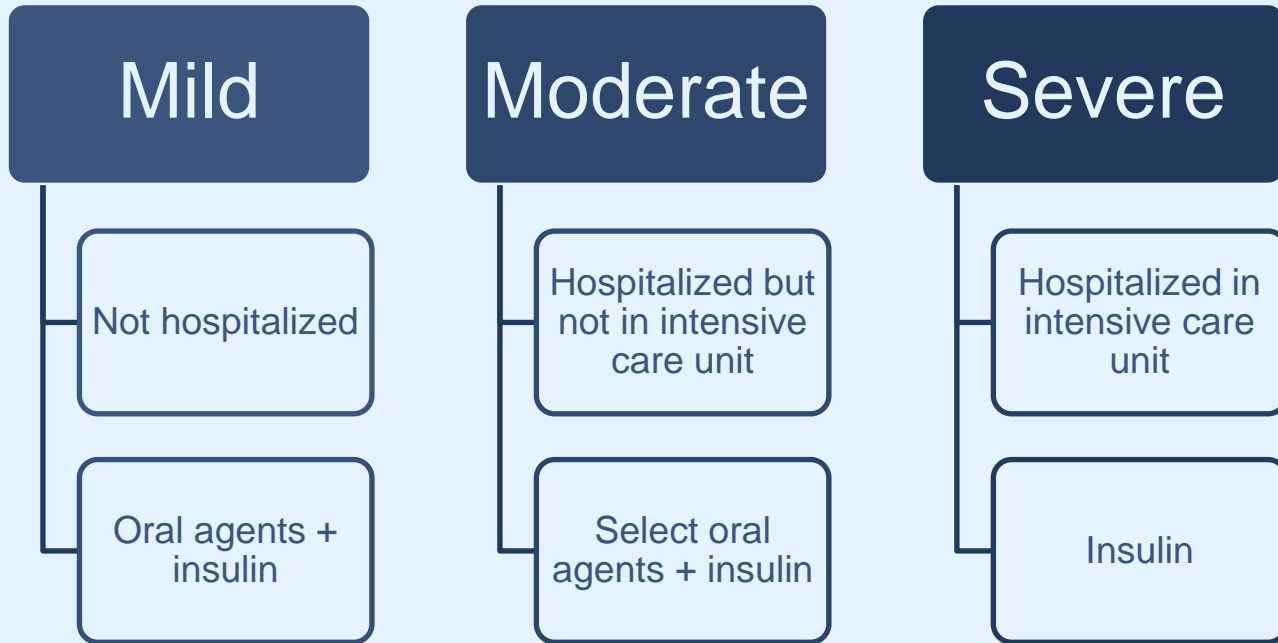 Mild
Not hospitalized
Oral agents +
insulin
Moderate
Hospitalized but
not in intensive
care unit
Select oral
agents + insulin
Severe
Hospitalized in
intensive care
unit
Insulin